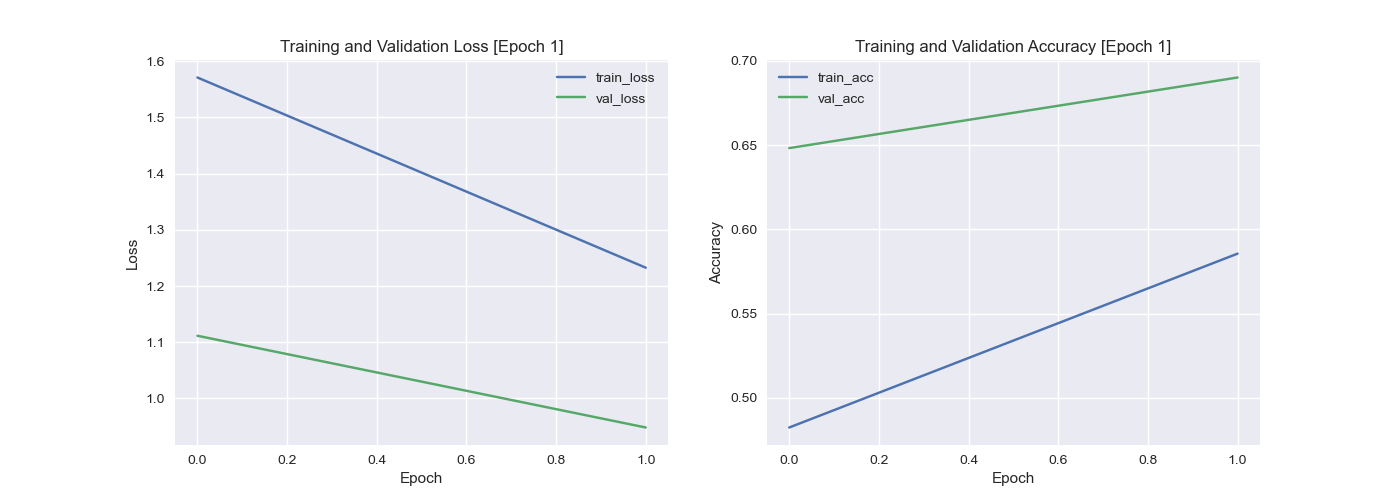 Training and Validation Loss [Epoch 1]
1.6
1.5
1.4
1.3
1.2
1.1
1.0
Loss
train_loss
val_loss
0.0 0.2 0.4 0.6 0.8 1.0
Epoch
Training and Validation Accuracy [Epoch 1]
0.70
0.65
0.60
0.55
0.50
Accuracy
train_acc
val_acc
0.0 0.2 0.4 0.6 0.8 1.0
Epoch